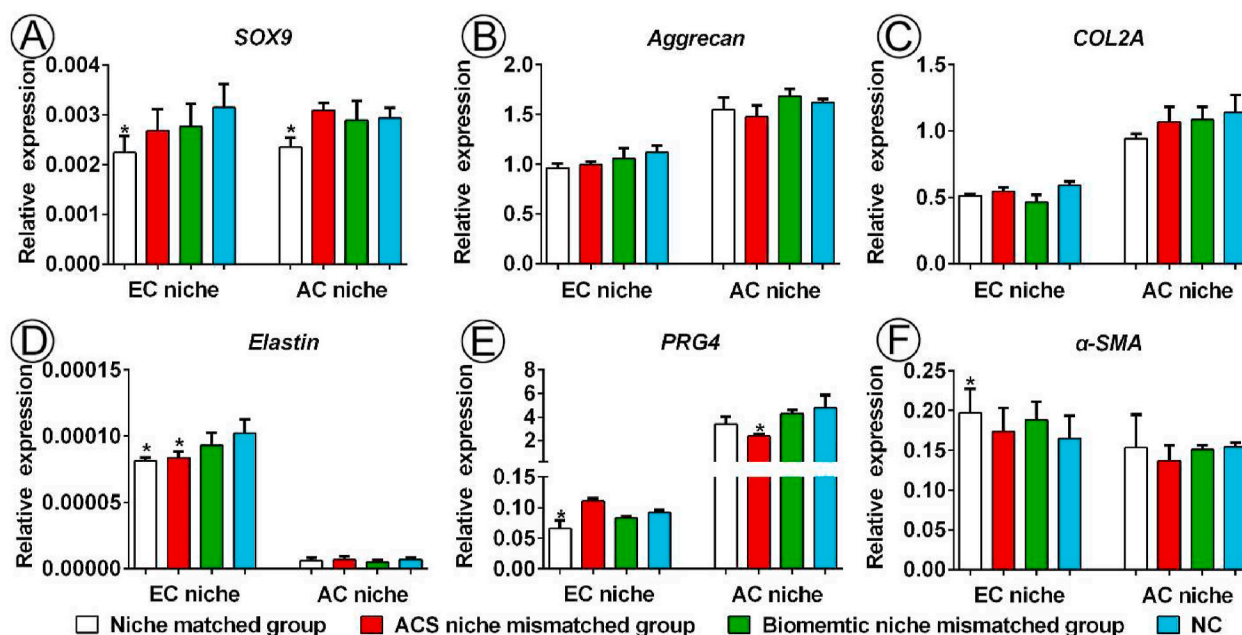 A SOX9
Relative expression
0.004
0.003
0.002
0.001
0.000
* *
EC niche AC niche
B Aggrecan
Relative expression
2.0
1.5
1.0
0.5
0.0
EC niche AC niche
C COL2A
Relative expression
1.5
1.0
0.5
0.0
EC niche AC niche
D Elastin
Relative expression
0.00015
0.00010
0.00005
0.00000
* *
EC niche AC niche
E PRG4
Relative expression
8
6
4
2
0.15
0.10
0.05
0.00
* *
EC niche AC niche
F α-SMA
Relative expression
0.25
0.20
0.15
0.10
0.05
0.00
*
EC niche AC niche
Niche matched group ACS niche mismatched group Biomemtic niche mismatched group NC